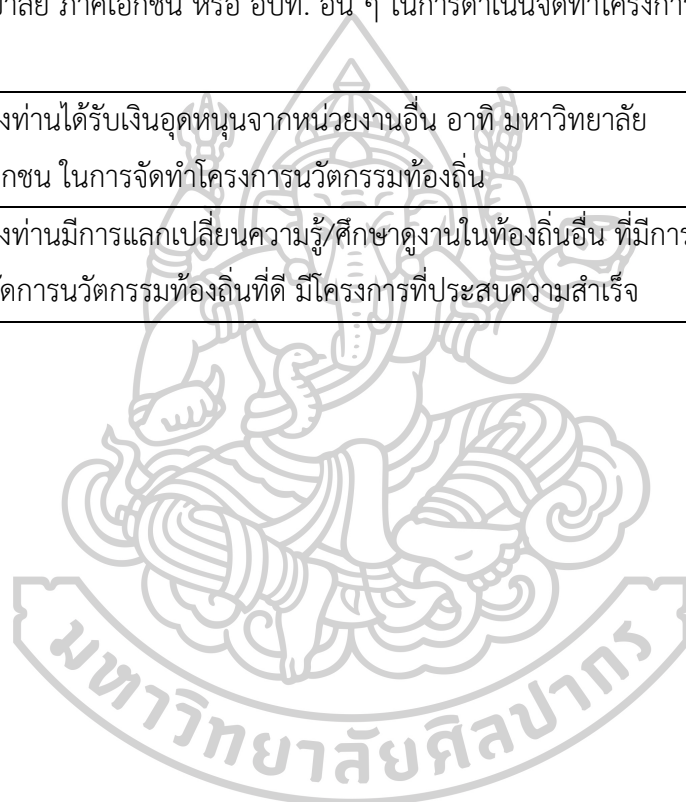 ภาคเอกชน หรือ อปท. อื่น ๆ ในการดำเนินจัดทำโครงการ
งท่านได้รับเงินอุดหนุนจากหน่วยงานอื่น อาทิ มหาวิทยาลัย
กชน ในการจัดทำโครงการนวัตกรรมท้องถิ่น
งท่านมีการแลกเปลี่ยนความรู้/ศึกษาดูงานในท้องถิ่นอื่น ที่มีการ
ัดการนวัตกรรมท้องถิ่นที่ดี มีโครงการที่ประสบความสำเร็จ
มหาวิทยาลัยศิลปากร